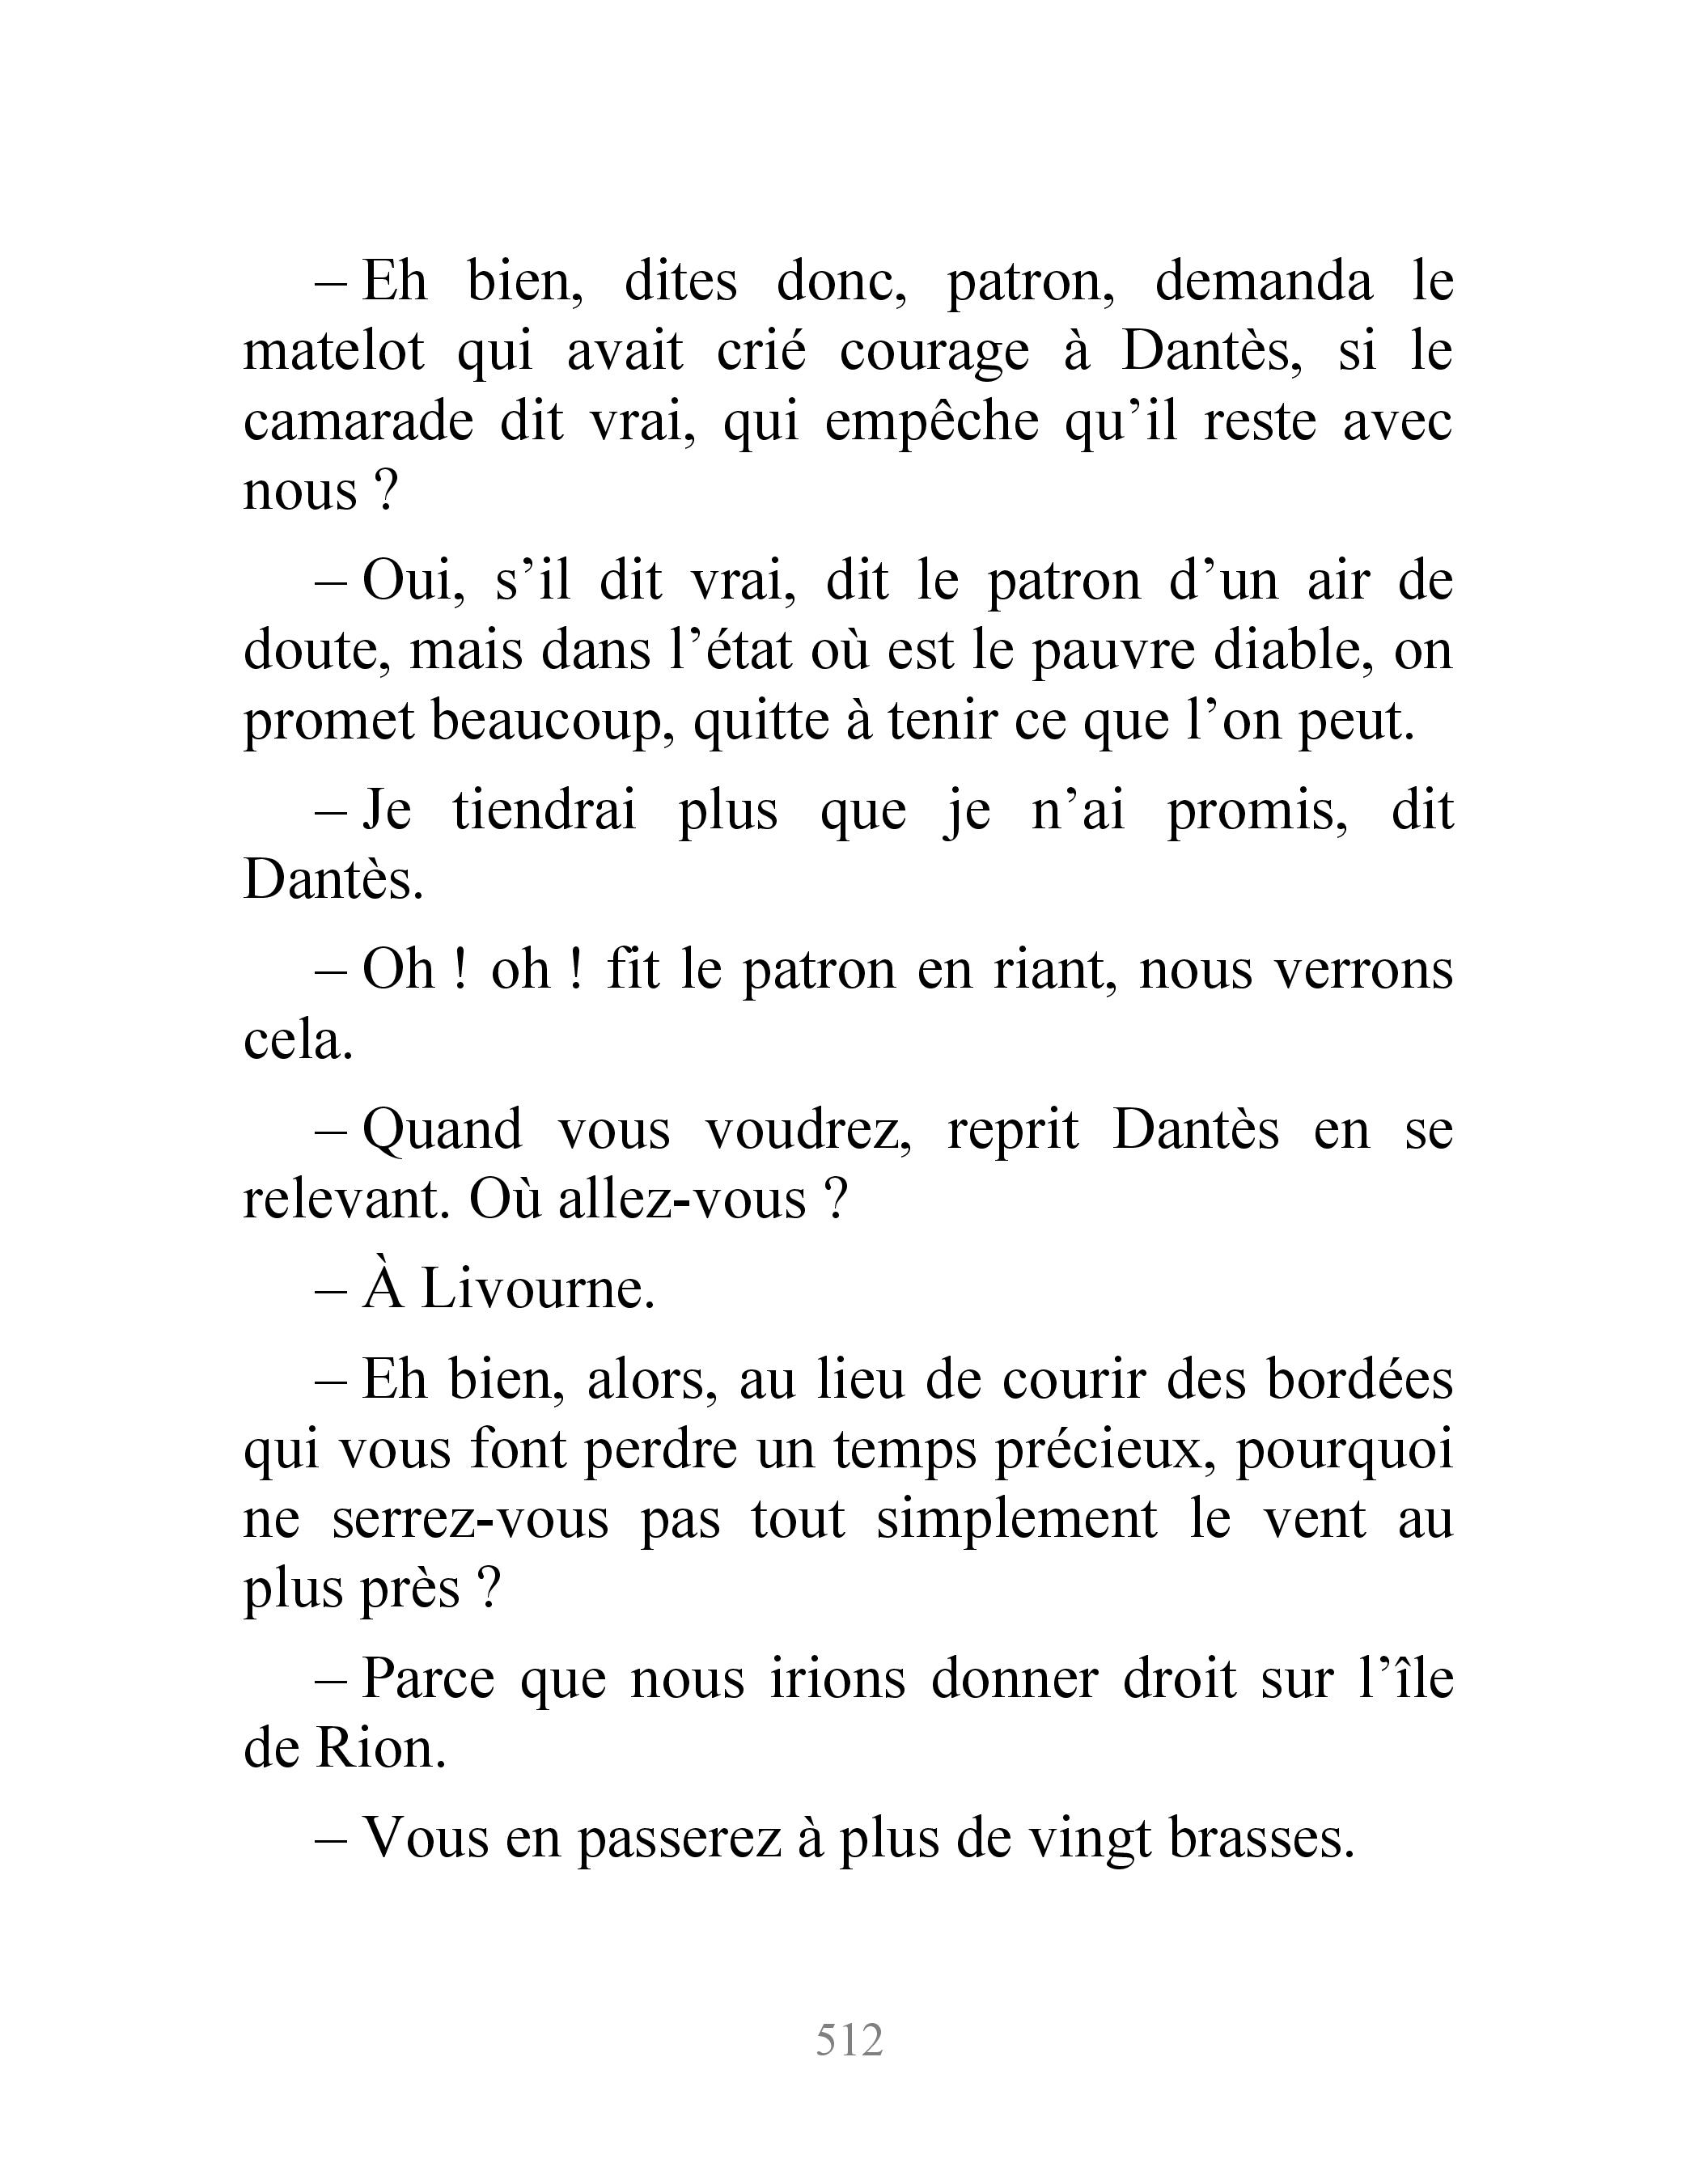 – Eh bien, dites donc, patron, demanda le
matelot qui avait crié courage à Dantès, si le
camarade dit vrai, qui empêche qu’il reste avec
nous ?
– Oui, s’il dit vrai, dit le patron d’un air de
doute, mais dans l’état où est le pauvre diable, on
promet beaucoup, quitte à tenir ce que l’on peut.
– Je tiendrai plus que je n’ai promis, dit
Dantès.
– Oh ! oh ! fit le patron en riant, nous verrons
cela.
– Quand vous voudrez, reprit Dantès en se
relevant. Où allez-vous ?
– À Livourne.
– Eh bien, alors, au lieu de courir des bordées
qui vous font perdre un temps précieux, pourquoi
ne serrez-vous pas tout simplement le vent au
plus près ?
– Parce que nous irions donner droit sur l’île
de Rion.
– Vous en passerez à plus de vingt brasses.
512